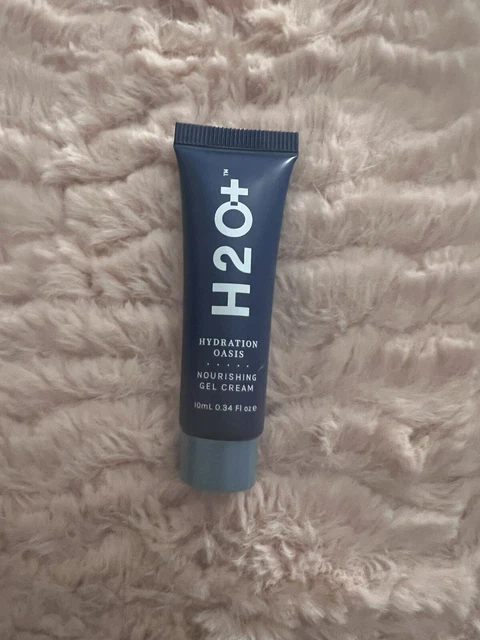 H2O+™
HYDRATION
OASIS
.....
NOURISHING
GEL CREAM
10mL 0.34 Fl oz e